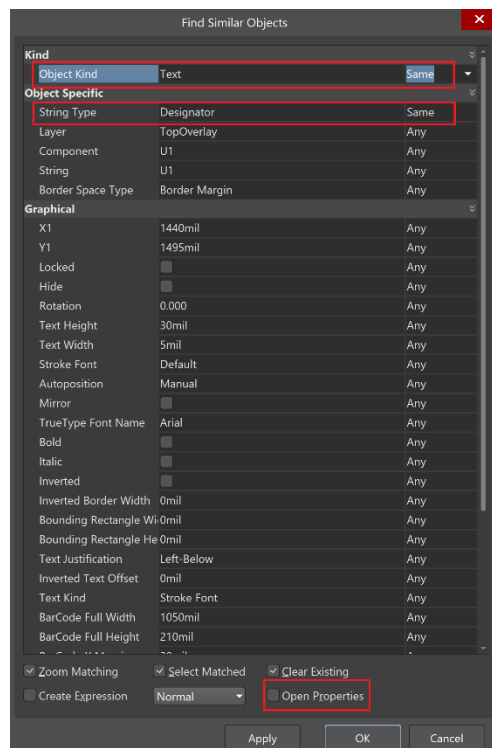 Find Similar Objects
Kind
Object Kind Text Same
Object Specific
String Type Designator Same
Layer TopOverlay Any
Component U1 Any
String U1 Any
Border Space Type Border Margin Any
Graphical
X1 1440mil Any
Y1 1495mil Any
Locked Any
Hide Any
Rotation 0.000 Any
Text Height 30mil Any
Text Width 5mil Any
Stroke Font Default Any
Autoposition Manual Any
Mirror Any
TrueType Font Name Arial Any
Bold Any
Italic Any
Inverted Any
Inverted Border Width 0mil Any
Bounding Rectangle Wi 0mil Any
Bounding Rectangle He 0mil Any
Text Justification Left-Below Any
Inverted Text Offset 0mil Any
Text Kind Stroke Font Any
BarCode Full Width 1050mil Any
BarCode Full Height 210mil Any
Zoom Matching Select Matched Clear Existing
Create Expression Normal Open Properties
Apply OK Cancel